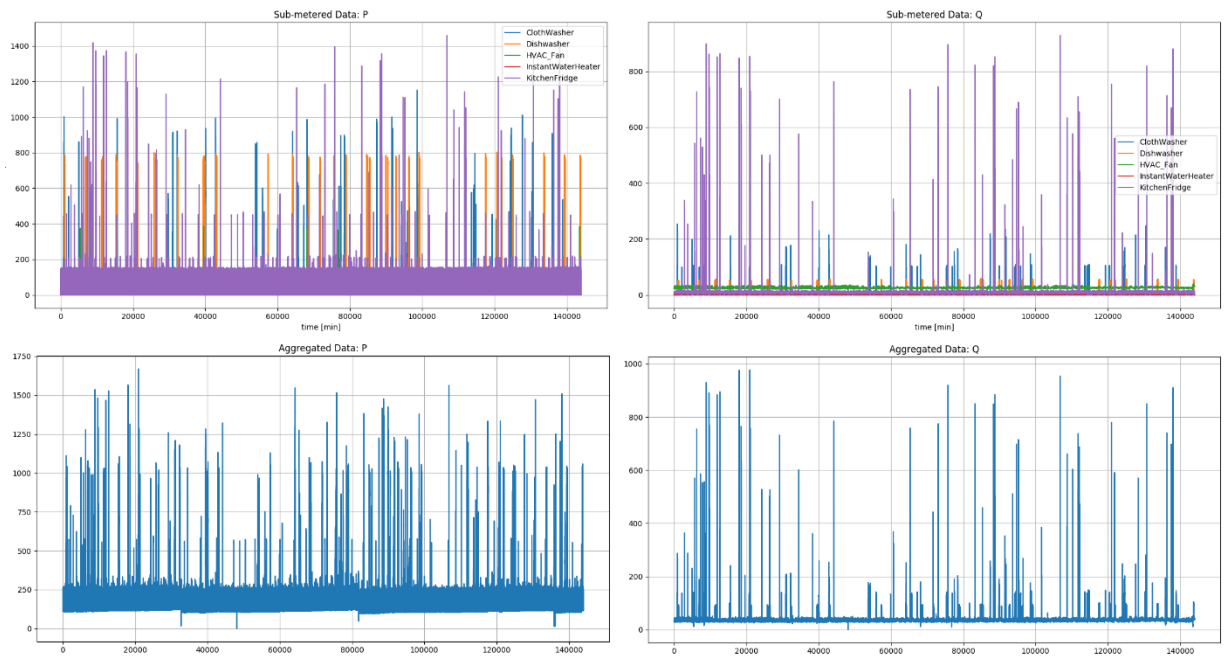 Sub-metered Data: P
1400
1200
1000
800
600
400
200
0
ClothWasher
Dishwasher
HVAC_Fan
InstantWaterHeater
KitchenFridge
0 20000 40000 60000 80000 100000 120000 140000
time [min]
Sub-metered Data: Q
800
600
400
200
0
ClothWasher
Dishwasher
HVAC_Fan
InstantWaterHeater
KitchenFridge
0 20000 40000 60000 80000 100000 120000 140000
time [min]
Aggregated Data: P
1750
1500
1250
1000
750
500
250
0
0 20000 40000 60000 80000 100000 120000 140000
Aggregated Data: Q
1000
800
600
400
200
0
0 20000 40000 60000 80000 100000 120000 140000